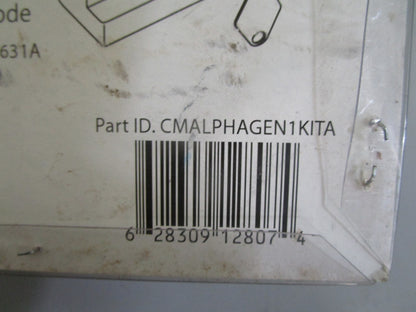 ode
631A
Part ID. CMALPHAGEN1KITA
6 28309 12807 4